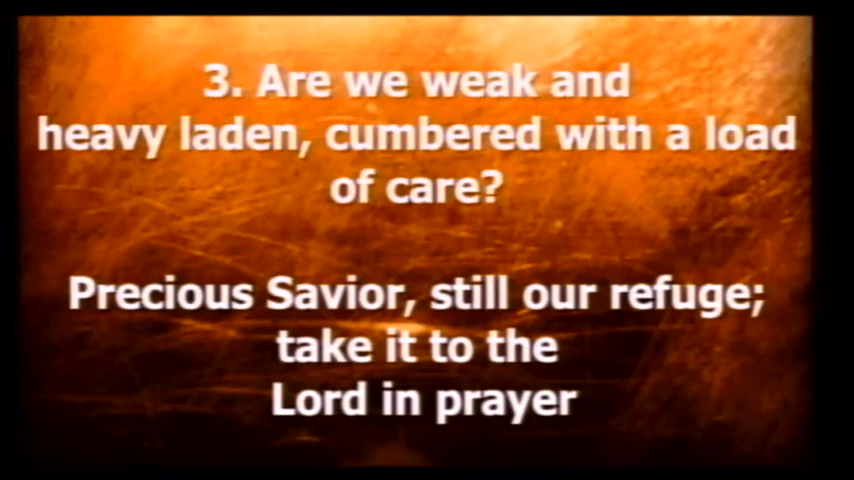 3. Are we weak and
heavy laden, cumbered with a load
of care?
Precious Savior, still our refuge;
take it to the
Lord in prayer